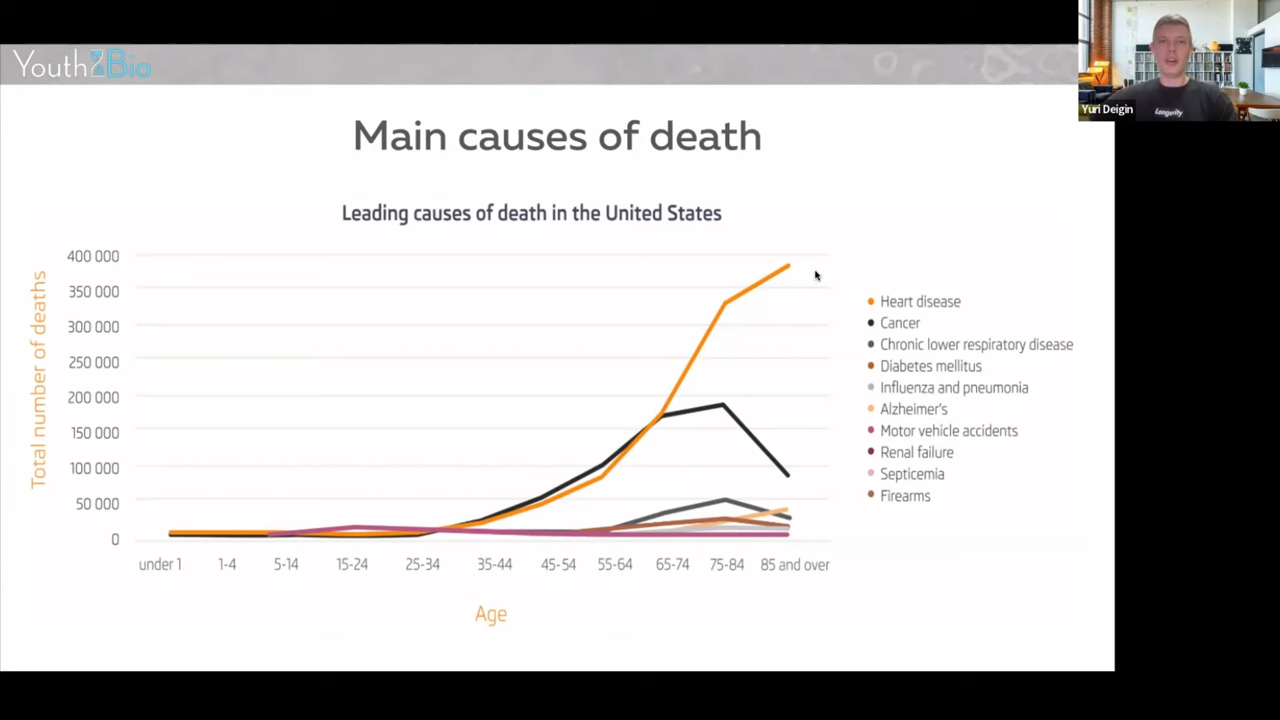 YouthBio
Yuri Deigin
Longerity
Main causes of death
Leading causes of death in the United States
Total number of deaths
400 000
350 000
300 000
250 000
200 000
150 000
100 000
50 000
0
under 1
1-4
5-14
15-24
25-34
35-44
45-54
55-64
65-74
75-84
85 and over
Age
Heart disease
Cancer
Chronic lower respiratory disease
Diabetes mellitus
Influenza and pneumonia
Alzheimer's
Motor vehicle accidents
Renal failure
Septicemia
Firearms